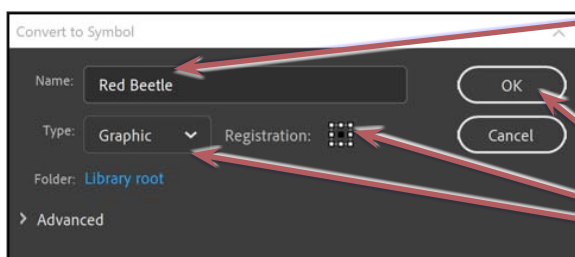 Convert to Symbol
Name: Red Beetle OK
Type: Graphic Registration: Cancel
Folder: Library root
Advanced